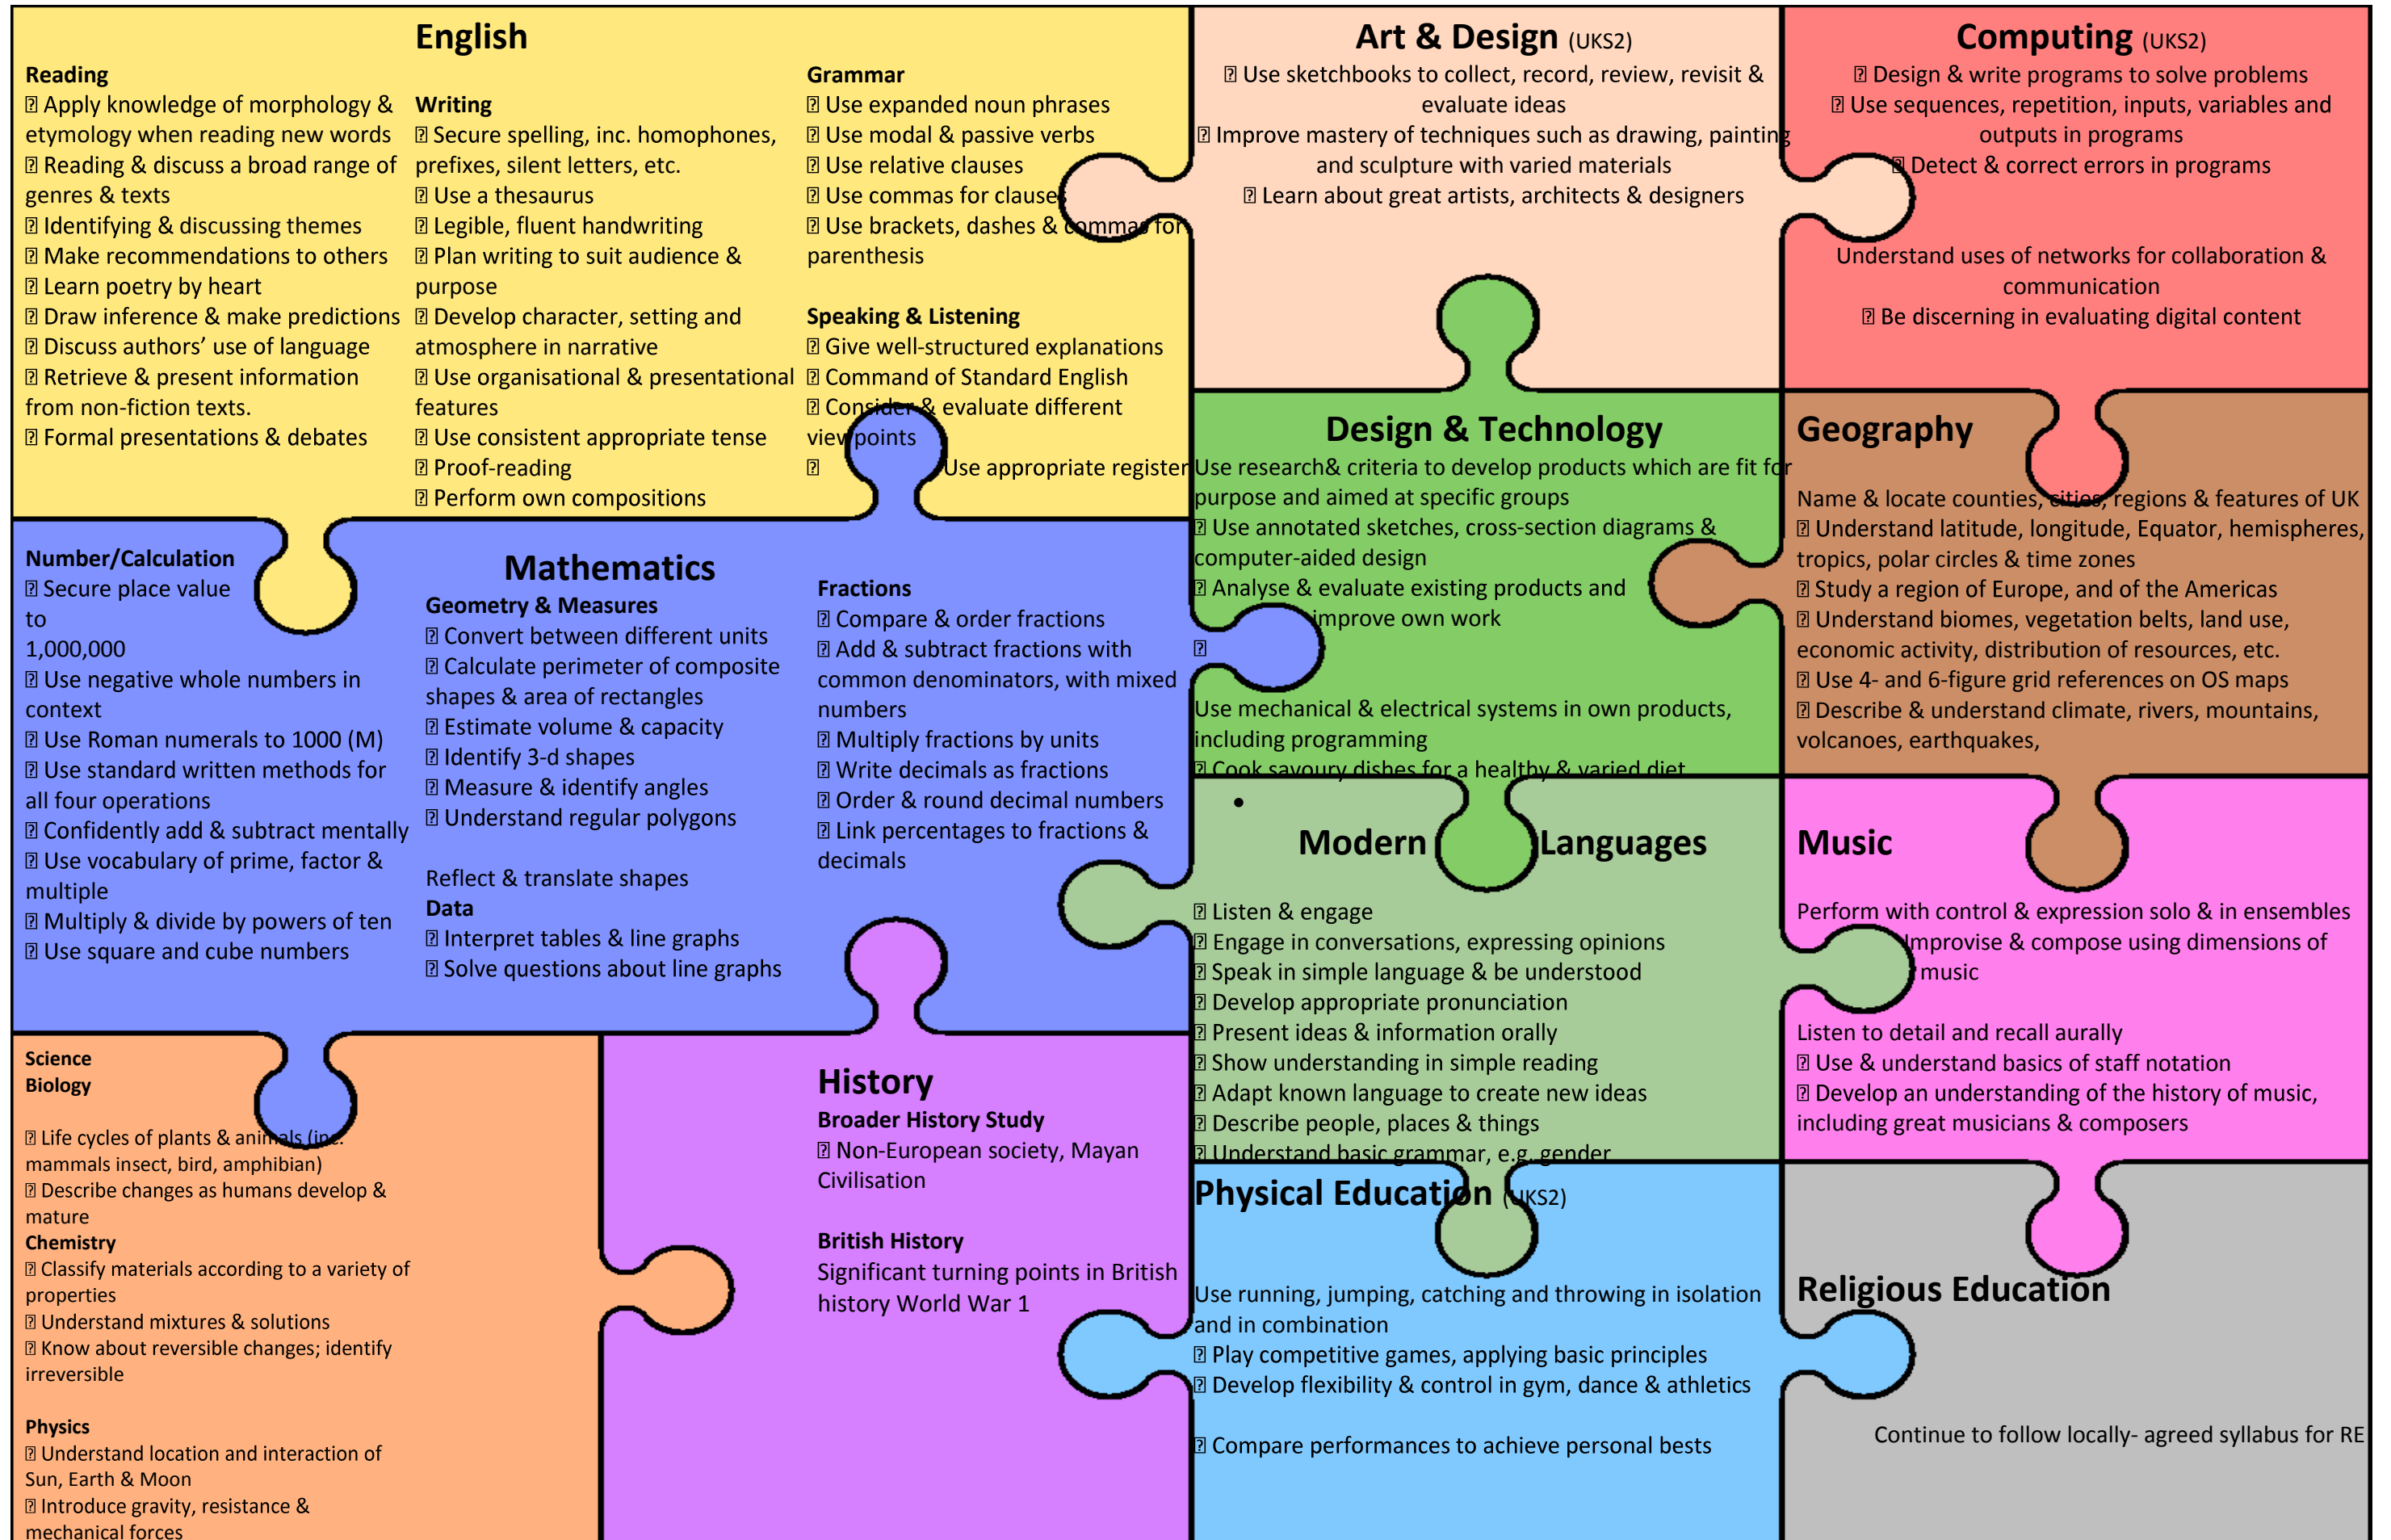 English
Reading
Apply knowledge of morphology &
etymology when reading new words
Reading & discuss a broad range of
genres & texts
Identifying & discussing themes
Make recommendations to others
Learn poetry by heart
Draw inference & make predictions
Discuss authors’ use of language
Retrieve & present information
from non-fiction texts.
Formal presentations & debates
Writing
Secure spelling, inc. homophones,
prefixes, silent letters, etc.
Use a thesaurus
Legible, fluent handwriting
Plan writing to suit audience &
purpose
Develop character, setting and
atmosphere in narrative
Use organisational & presentational
features
Use consistent appropriate tense
Proof-reading
Perform own compositions
Grammar
Use expanded noun phrases
Use modal & passive verbs
Use relative clauses
Use commas for clauses
Use brackets, dashes & commas for
parenthesis
Speaking & Listening
Give well-structured explanations
Command of Standard English
Consider & evaluate different
viewpoints
Use appropriate register
Art & Design (UKS2)
Use sketchbooks to collect, record, review, revisit &
evaluate ideas
Improve mastery of techniques such as drawing, painting
and sculpture with varied materials
Learn about great artists, architects & designers
Computing (UKS2)
Design & write programs to solve problems
Use sequences, repetition, inputs, variables and
outputs in programs
Detect & correct errors in programs
Understand uses of networks for collaboration &
communication
Be discerning in evaluating digital content
Design & Technology
Use research& criteria to develop products which are fit for
purpose and aimed at specific groups
Use annotated sketches, cross-section diagrams &
computer-aided design
Analyse & evaluate existing products and
improve own work
Use mechanical & electrical systems in own products,
including programming
Cook savoury dishes for a healthy & varied diet
Geography
Name & locate counties, cities, regions & features of UK
Understand latitude, longitude, Equator, hemispheres,
tropics, polar circles & time zones
Study a region of Europe, and of the Americas
Understand biomes, vegetation belts, land use,
economic activity, distribution of resources, etc.
Use 4- and 6-figure grid references on OS maps
Describe & understand climate, rivers, mountains,
volcanoes, earthquakes,
Number/Calculation
Secure place value
to
1,000,000
Use negative whole numbers in
context
Use Roman numerals to 1000 (M)
Use standard written methods for
all four operations
Confidently add & subtract mentally
Use vocabulary of prime, factor &
multiple
Multiply & divide by powers of ten
Use square and cube numbers
Mathematics
Geometry & Measures
Convert between different units
Calculate perimeter of composite
shapes & area of rectangles
Estimate volume & capacity
Identify 3-d shapes
Measure & identify angles
Understand regular polygons
Reflect & translate shapes
Data
Interpret tables & line graphs
Solve questions about line graphs
Fractions
Compare & order fractions
Add & subtract fractions with
common denominators, with mixed
numbers
Multiply fractions by units
Write decimals as fractions
Order & round decimal numbers
Link percentages to fractions &
decimals
Modern Languages
Listen & engage
Engage in conversations, expressing opinions
Speak in simple language & be understood
Develop appropriate pronunciation
Present ideas & information orally
Show understanding in simple reading
Adapt known language to create new ideas
Describe people, places & things
Understand basic grammar, e.g. gender
Music
Perform with control & expression solo & in ensembles
Improvise & compose using dimensions of
music
Listen to detail and recall aurally
Use & understand basics of staff notation
Develop an understanding of the history of music,
including great musicians & composers
Science
Biology
Life cycles of plants & animals (inc.
mammals insect, bird, amphibian)
Describe changes as humans develop &
mature
Chemistry
Classify materials according to a variety of
properties
Understand mixtures & solutions
Know about reversible changes; identify
irreversible
Physics
Understand location and interaction of
Sun, Earth & Moon
Introduce gravity, resistance &
mechanical forces
History
Broader History Study
Non-European society, Mayan
Civilisation
British History
Significant turning points in British
history World War 1
Physical Education (UKS2)
Use running, jumping, catching and throwing in isolation
and in combination
Play competitive games, applying basic principles
Develop flexibility & control in gym, dance & athletics
Compare performances to achieve personal bests
Religious Education
Continue to follow locally- agreed syllabus for RE